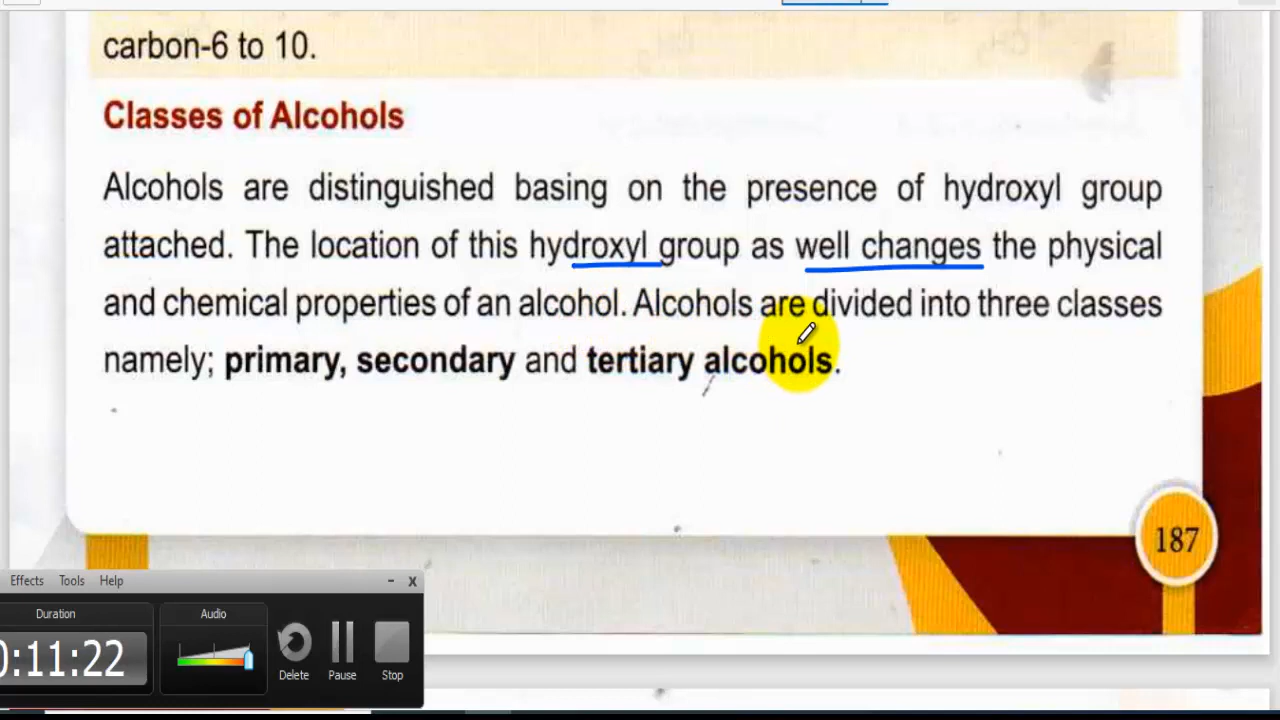 carbon-6 to 10.
Classes of Alcohols
Alcohols are distinguished basing on the presence of hydroxyl group
attached. The location of this hydroxyl group as well changes the physical
and chemical properties of an alcohol. Alcohols are divided into three classes
namely; primary, secondary and tertiary alcohols.
187
Effects Tools Help
Duration
Audio
0:11:22
Delete Pause Stop